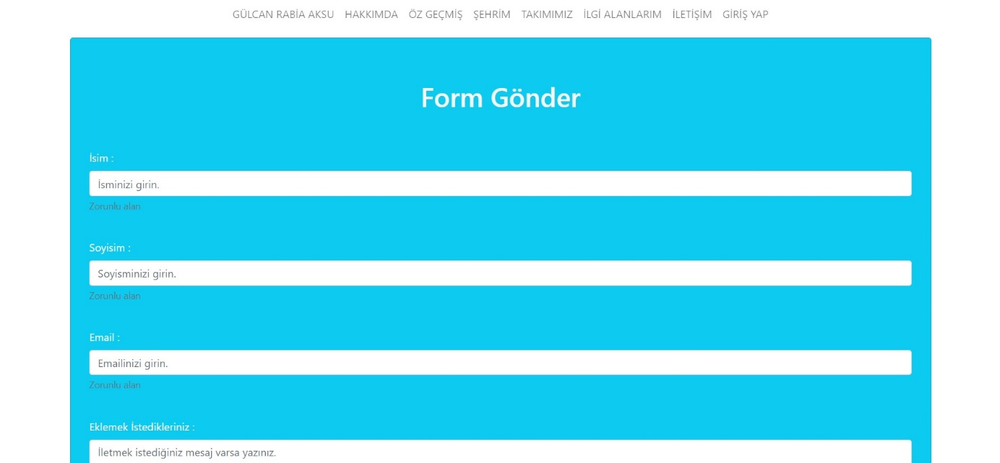 GÜLCAN RABİA AKSU HAKKIMDA ÖZ GEÇMİŞ ŞEHRİM TAKIMIMIZ İLGİ ALANLARIM İLETİŞİM GİRİŞ YAP
Form Gönder
İsim :
İsminizi girin.
Zorunlu alan
Soyisim :
Soyisminizi girin.
Zorunlu alan
Email :
Emailinizi girin.
Zorunlu alan
Eklemek İstedikleriniz :
İletmek istediğiniz mesaj varsa yazınız.